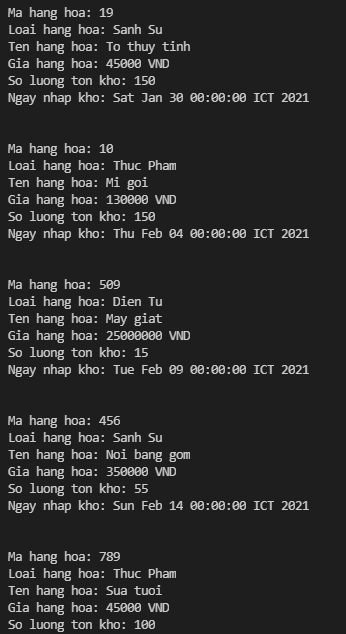 Ma hang hoa: 19
Loai hang hoa: Sanh Su
Ten hang hoa: To thuy tinh
Gia hang hoa: 45000 VND
So luong ton kho: 150
Ngay nhap kho: Sat Jan 30 00:00:00 ICT 2021
Ma hang hoa: 10
Loai hang hoa: Thuc Pham
Ten hang hoa: Mi goi
Gia hang hoa: 130000 VND
So luong ton kho: 150
Ngay nhap kho: Thu Feb 04 00:00:00 ICT 2021
Ma hang hoa: 509
Loai hang hoa: Dien Tu
Ten hang hoa: May giat
Gia hang hoa: 25000000 VND
So luong ton kho: 15
Ngay nhap kho: Tue Feb 09 00:00:00 ICT 2021
Ma hang hoa: 456
Loai hang hoa: Sanh Su
Ten hang hoa: Noi bang gom
Gia hang hoa: 350000 VND
So luong ton kho: 55
Ngay nhap kho: Sun Feb 14 00:00:00 ICT 2021
Ma hang hoa: 789
Loai hang hoa: Thuc Pham
Ten hang hoa: Sua tuoi
Gia hang hoa: 45000 VND
So luong ton kho: 100